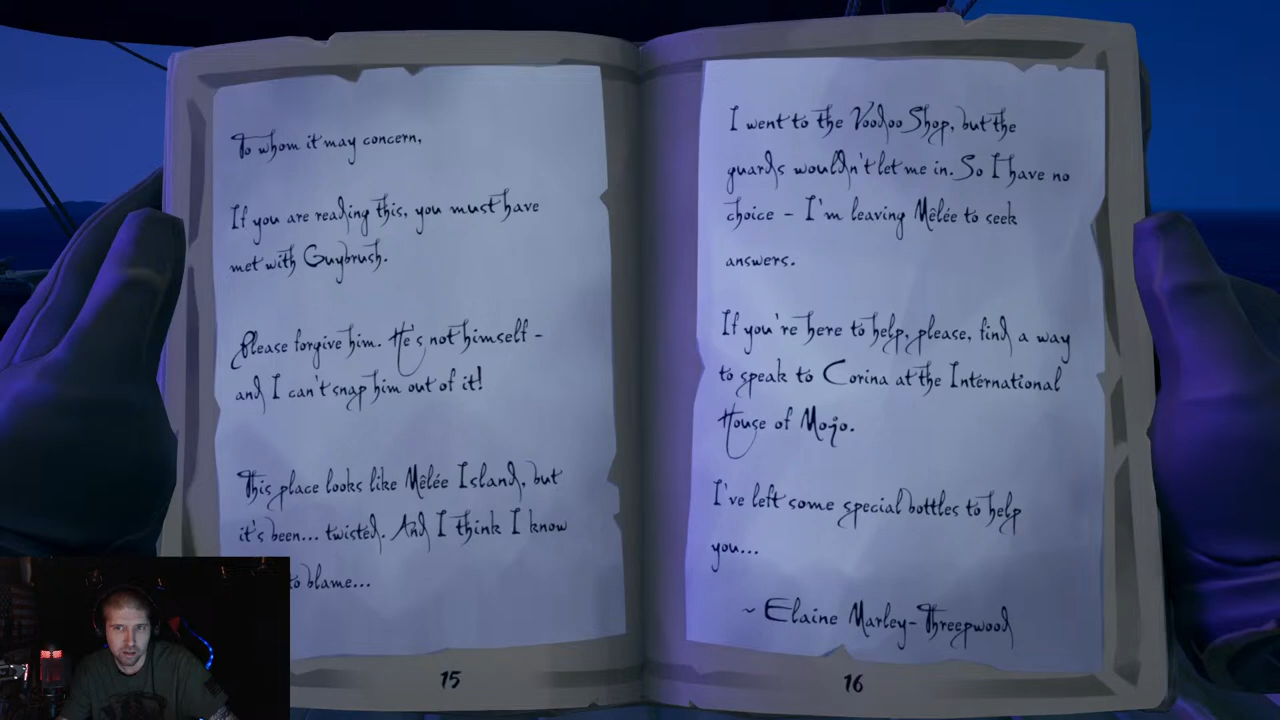 To whom it may concern,
If you are reading this, you must have
met with Guybrush.
Please forgive him. He's not himself -
and I can't snap him out of it!
This place looks like Mêlée Island, but
it's been... twisted. And I think I know
to blame...
15
I went to the Voodoo Shop, but the
guards wouldn't let me in. So I have no
choice - I'm leaving Mêlée to seek
answers.
If you're here to help, please, find a way
to speak to Corina at the International
House of Mojo.
I've left some special bottles to help
you...
~ Elaine Marley-Threepwood
16